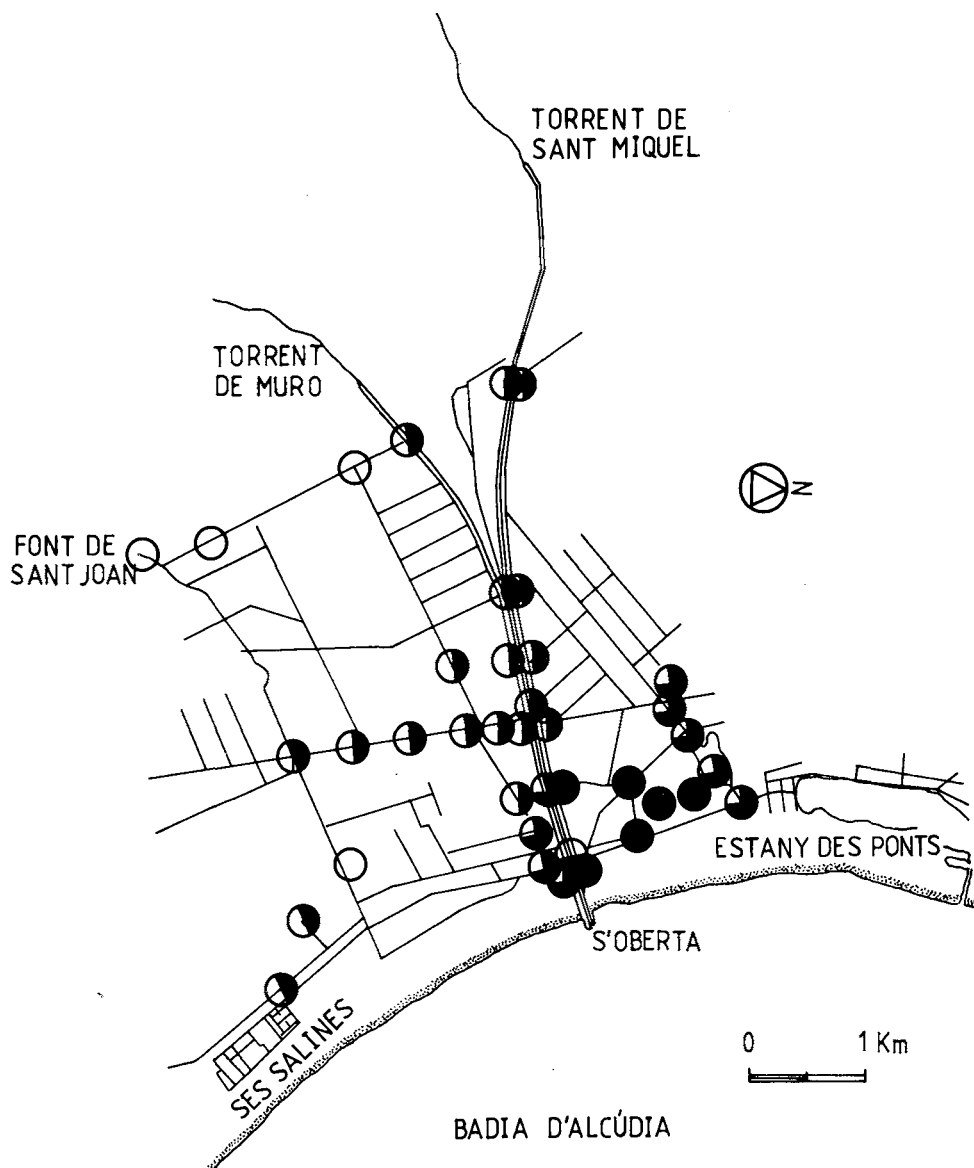 TORRENT DE
SANT MIQUEL
TORRENT
DE MURO
N
FONT DE
SANT JOAN
ESTANY DES PONTS
S'OBERTA
SES SALINES
0 1 Km
BADIA D'ALCÚDIA